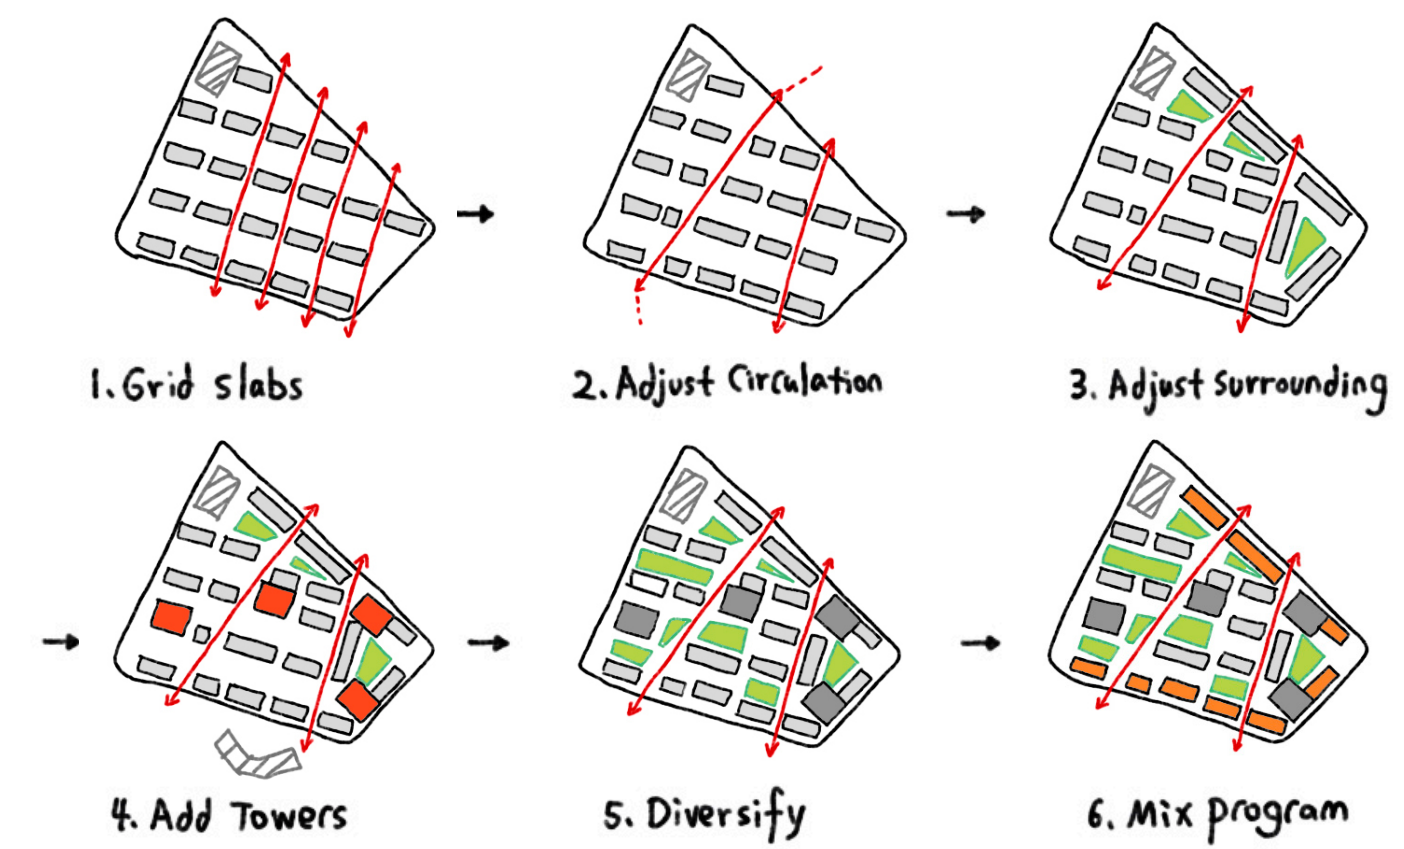 1. Grid slabs
2. Adjust Circulation
3. Adjust surrounding
4. Add Towers
5. Diversify
6. Mix program